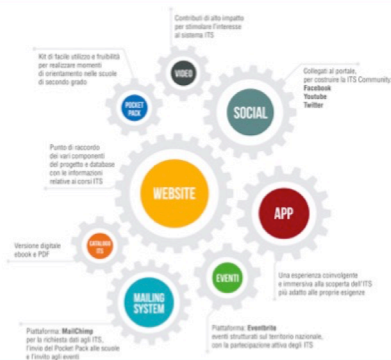 Contributi di alto impatto
per stimolare l'interesse
al sistema ITS
Kit di facile utilizzo e fruibilità
per realizzare momenti
di orientamento nelle scuole
di secondo grado
VIDEO
Collegati al portale,
per costruire la ITS Community
Facebook
Youtube
Twitter
POCKET
PACK
SOCIAL
Punto di raccordo
dei vari componenti
del progetto e database
con le informazioni
relative ai corsi ITS
WEBSITE
APP
CATALOGO
ITS
Versione digitale
ebook e PDF
EVENTI
Una esperienza coinvolgente
e immersiva alla scoperta dell'ITS
più adatto alle proprie esigenze
MAILING
SYSTEM
Piattaforma: MailChimp
per la richiesta dati agli ITS,
l'invio del Pocket Pack alle scuole
e l'invito agli eventi
Piattaforma: Eventbrite
eventi strutturati sul territorio nazionale,
con la partecipazione attiva degli ITS